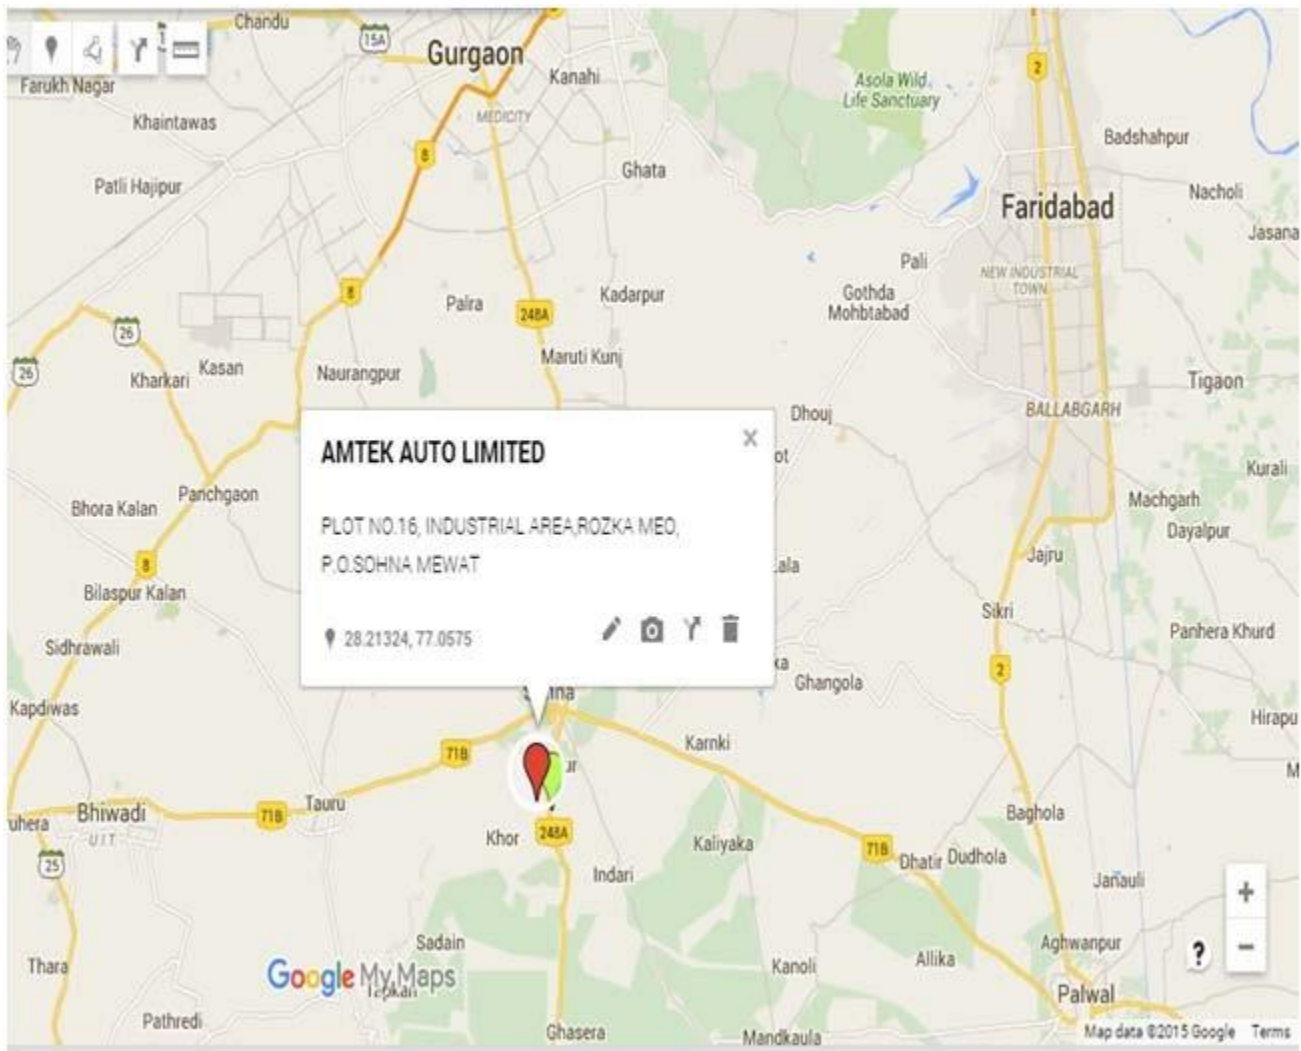 Chandu
15A
Gurgaon
Kanahi
2
Farukh Nagar
Asola Wild
Life Sanctuary
MEDICITY
Khaintawas
8
Badshahpur
Ghata
Patli Hajipur
Nacholi
Faridabad
Jasana
Pali
NEW INDUSTRIAL
TOWN
8
Palra
Kadarpur
Gothda
Mohbtabad
248A
26
Maruti Kunj
26
Kharkari
Kasan
Naurangpur
Tigaon
Dhouj
BALLABGARH
AMTEK AUTO LIMITED
×
ot
Kurali
Panchgaon
Bhora Kalan
Machgarh
Dayalpur
PLOT NO.16, INDUSTRIAL AREA,ROZKA MEO,
P.O.SOHNA MEWAT
8
Jajru
ala
Bilaspur Kalan
Sikri
28.21324, 77.0575
Sidhrawali
Panhera Khurd
ka
Ghangola
2
Kapdiwas
Hirapu
71B
Karnki
ur
M
Bhiwadi
UIT
71B
Tauru
uhera
Baghola
Khor
248A
Kaliyaka
71B
Dhatir
Dudhola
25
Indari
Janauli
+
Sadain
Aghwanpur
?
−
Thara
Google My Maps
Kanoli
Allika
Palwal
Pathredi
Ghasera
Mandkaula
Map data ©2015 Google
Terms